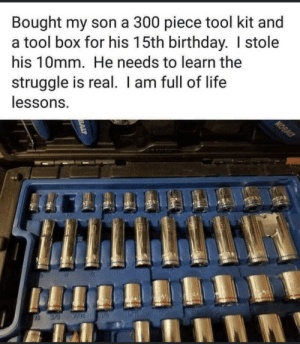 Bought my son a 300 piece tool kit and
a tool box for his 15th birthday. I stole
his 10mm. He needs to learn the
struggle is real. I am full of life
lessons.
KOBALT